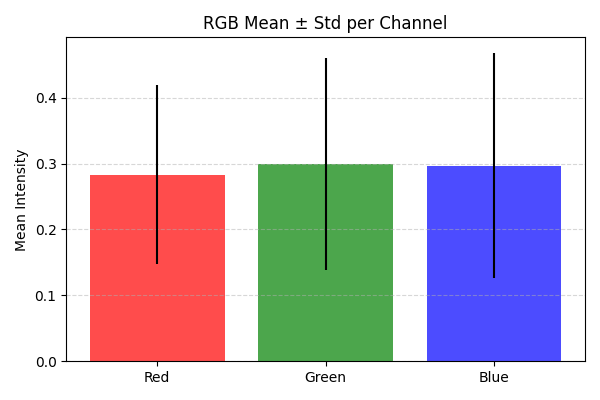 RGB Mean ± Std per Channel
Mean Intensity
0.4
0.3
0.2
0.1
0.0
Red
Green
Blue